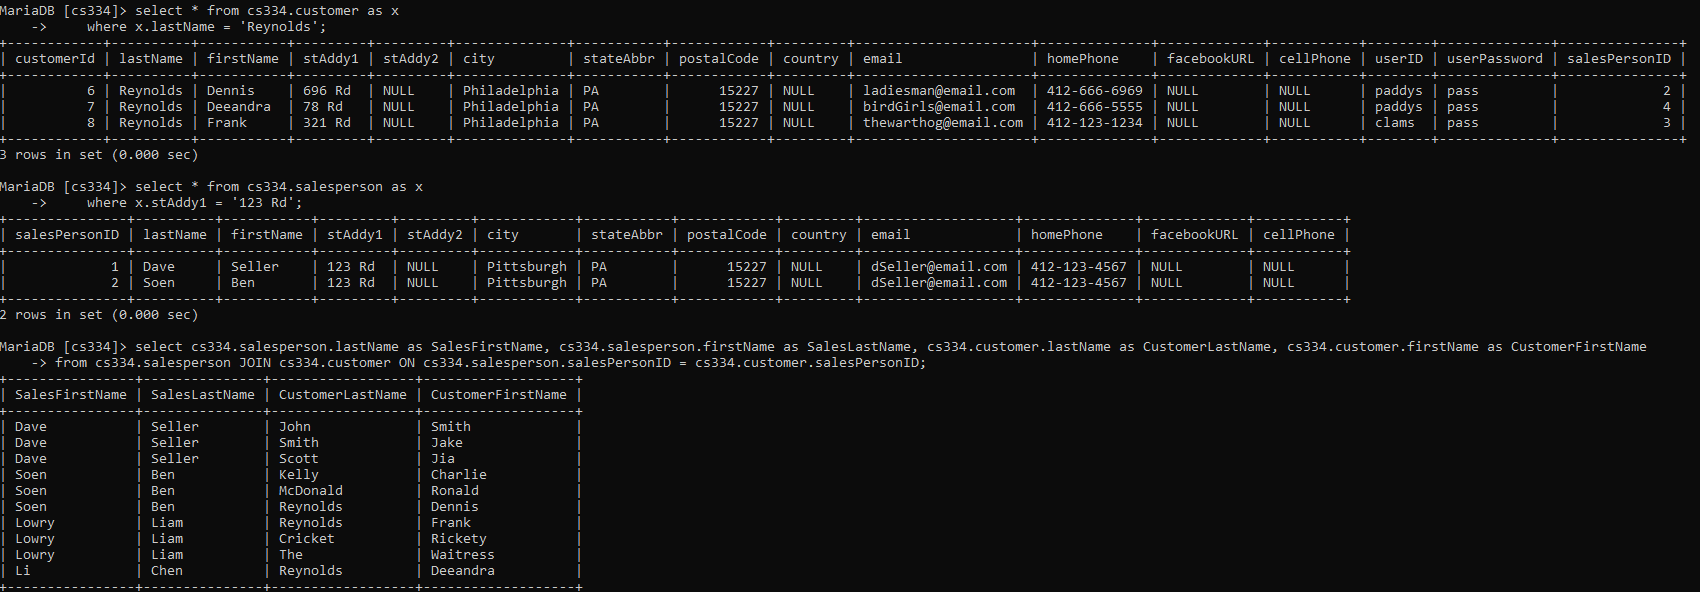 MariaDB [cs334]> select * from cs334.customer as x
    ->     where x.lastName = 'Reynolds';
+------------+----------+-----------+---------+---------+--------------+-----------+------------+---------+---------------------+--------------+-------------+-----------+--------+--------------+---------------+
| customerId | lastName | firstName | stAddy1 | stAddy2 | city         | stateAbbr | postalCode | country | email               | homePhone    | facebookURL | cellPhone | userID | userPassword | salesPersonID |
+------------+----------+-----------+---------+---------+--------------+-----------+------------+---------+---------------------+--------------+-------------+-----------+--------+--------------+---------------+
|          6 | Reynolds | Dennis    | 696 Rd  | NULL    | Philadelphia | PA        |      15227 | NULL    | ladiesman@email.com | 412-666-6969 | NULL        | NULL      | paddys | pass         |             2 |
|          7 | Reynolds | Deeandra  | 78 Rd   | NULL    | Philadelphia | PA        |      15227 | NULL    | birdGirls@email.com | 412-666-5555 | NULL        | NULL      | paddys | pass         |             4 |
|          8 | Reynolds | Frank     | 321 Rd  | NULL    | Philadelphia | PA        |      15227 | NULL    | thewarthog@email.com | 412-123-1234 | NULL        | NULL      | clams  | pass         |             3 |
+------------+----------+-----------+---------+---------+--------------+-----------+------------+---------+---------------------+--------------+-------------+-----------+--------+--------------+---------------+
3 rows in set (0.000 sec)
MariaDB [cs334]> select * from cs334.salesperson as x
    ->     where x.stAddy1 = '123 Rd';
+---------------+----------+-----------+---------+---------+------------+-----------+------------+---------+-------------------+--------------+-------------+-----------+
| salesPersonID | lastName | firstName | stAddy1 | stAddy2 | city       | stateAbbr | postalCode | country | email             | homePhone    | facebookURL | cellPhone |
+---------------+----------+-----------+---------+---------+------------+-----------+------------+---------+-------------------+--------------+-------------+-----------+
|             1 | Dave     | Seller    | 123 Rd  | NULL    | Pittsburgh | PA        |      15227 | NULL    | dSeller@email.com | 412-123-4567 | NULL        | NULL      |
|             2 | Soen     | Ben       | 123 Rd  | NULL    | Pittsburgh | PA        |      15227 | NULL    | dSeller@email.com | 412-123-4567 | NULL        | NULL      |
+---------------+----------+-----------+---------+---------+------------+-----------+------------+---------+-------------------+--------------+-------------+-----------+
2 rows in set (0.000 sec)
MariaDB [cs334]> select cs334.salesperson.lastName as SalesFirstName, cs334.salesperson.firstName as SalesLastName, cs334.customer.lastName as CustomerLastName, cs334.customer.firstName as CustomerFirstName
    -> from cs334.salesperson JOIN cs334.customer ON cs334.salesperson.salesPersonID = cs334.customer.salesPersonID;
+----------------+---------------+------------------+-------------------+
| SalesFirstName | SalesLastName | CustomerLastName | CustomerFirstName |
+----------------+---------------+------------------+-------------------+
| Dave           | Seller        | John             | Smith             |
| Dave           | Seller        | Smith            | Jake              |
| Dave           | Seller        | Scott            | Jia               |
| Soen           | Ben           | Kelly            | Charlie           |
| Soen           | Ben           | McDonald         | Ronald            |
| Soen           | Ben           | Reynolds         | Dennis            |
| Lowry          | Liam          | Reynolds         | Frank             |
| Lowry          | Liam          | Cricket          | Rickety           |
| Lowry          | Liam          | The              | Waitress          |
| Li             | Chen          | Reynolds         | Deeandra          |
+----------------+---------------+------------------+-------------------+